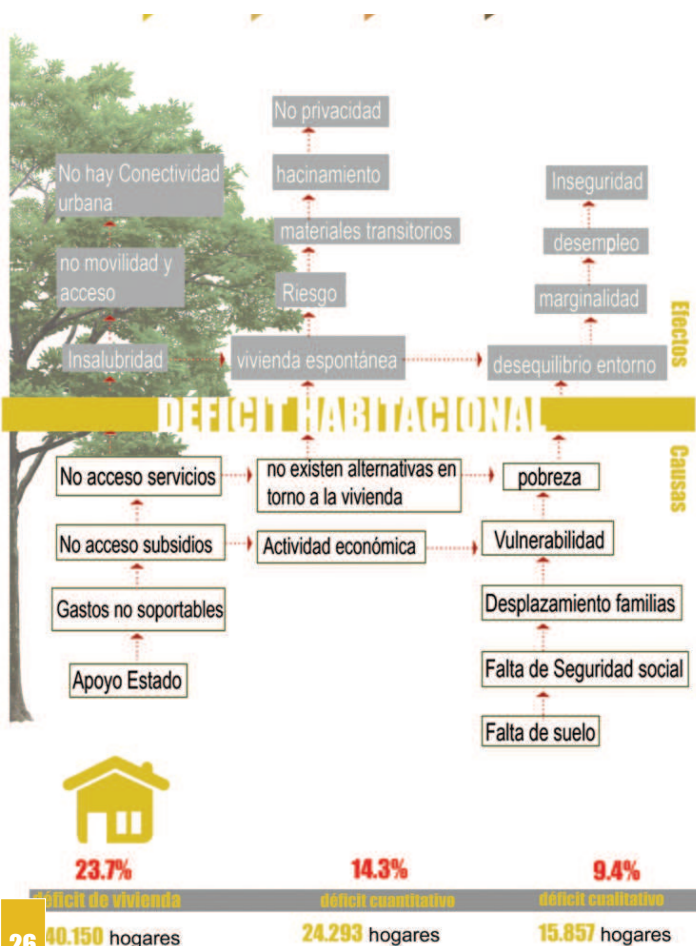 No privacidad
No hay Conectividad
urbana
hacinamiento
Inseguridad
materiales transitorios
desempleo
no movilidad y
acceso
Riesgo
marginalidad
Efectos
Insalubridad
vivienda espontánea
desequilibrio entorno
DEFICIT HABITACIONAL
Causas
No acceso servicios
no existen alternativas en
torno a la vivienda
pobreza
No acceso subsidios
Actividad económica
Vulnerabilidad
Gastos no soportables
Desplazamiento familias
Apoyo Estado
Falta de Seguridad social
Falta de suelo
23.7%
14.3%
9.4%
déficit de vivienda
déficit cuantitativo
déficit cualitativo
40.150 hogares
24.293 hogares
15.857 hogares
26